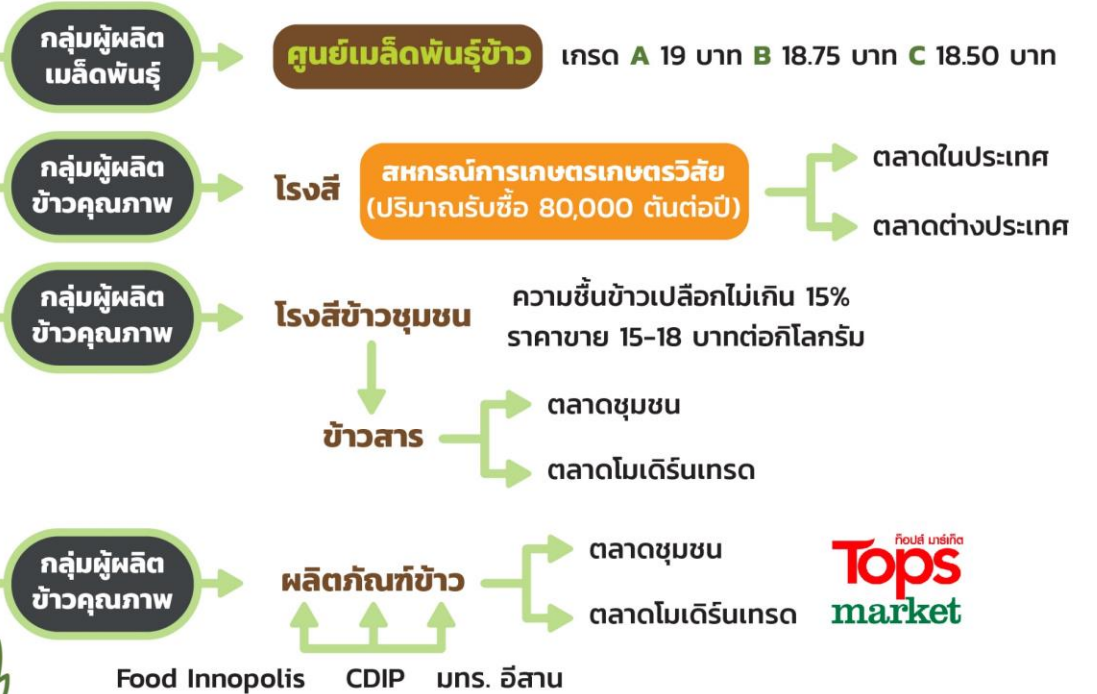 กลุ่มผู้ผลิต
เมล็ดพันธุ์
ศูนย์เมล็ดพันธุ์ข้าว
เกรด A 19 บาท B 18.75 บาท C 18.50 บาท
กลุ่มผู้ผลิต
ข้าวคุณภาพ
โรงสี
สหกรณ์การเกษตรเกษตรวิสัย
(ปริมาณรับซื้อ 80,000 ตันต่อปี)
ตลาดในประเทศ
ตลาดต่างประเทศ
กลุ่มผู้ผลิต
ข้าวคุณภาพ
โรงสีข้าวชุมชน
ความชื้นข้าวเปลือกไม่เกิน 15%
ราคาขาย 15-18 บาทต่อกิโลกรัม
ข้าวสาร
ตลาดชุมชน
ตลาดโมเดิร์นเทรด
กลุ่มผู้ผลิต
ข้าวคุณภาพ
ผลิตภัณฑ์ข้าว
ตลาดชุมชน
ตลาดโมเดิร์นเทรด
ท็อปส์ มาร์เก็ต
Tops
market
Food Innopolis CDIP มทร. อีสาน